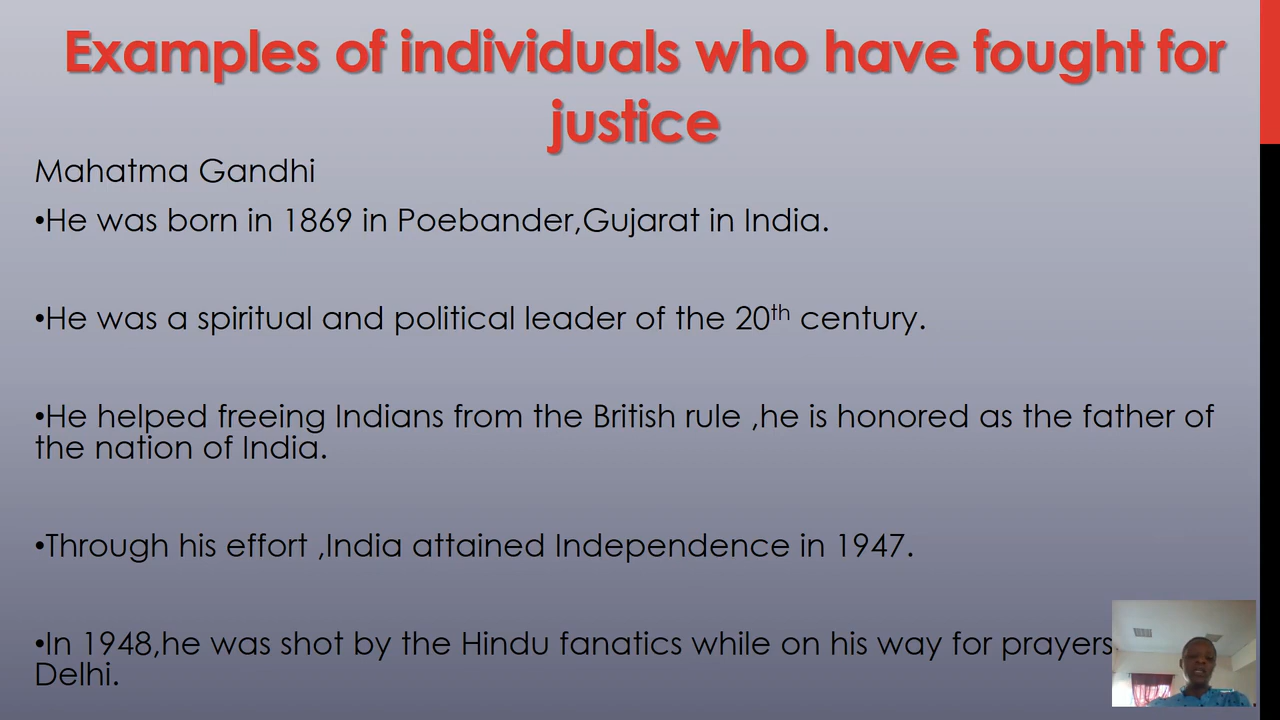 Examples of individuals who have fought for
justice
Mahatma Gandhi
•He was born in 1869 in Poebander,Gujarat in India.
•He was a spiritual and political leader of the 20th century.
•He helped freeing Indians from the British rule ,he is honored as the father of
the nation of India.
•Through his effort ,India attained Independence in 1947.
•In 1948,he was shot by the Hindu fanatics while on his way for prayers
Delhi.